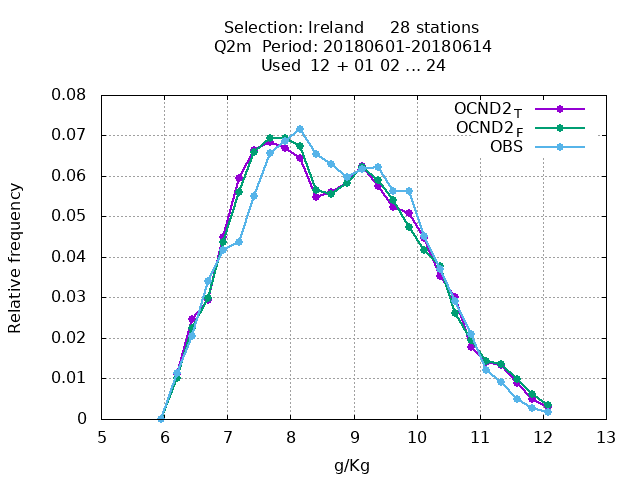 Selection: Ireland 28 stations
Q2m Period: 20180601-20180614
Used 12 + 01 02 ... 24
OCND2_T
OCND2_F
OBS
0.08
0.07
0.06
0.05
0.04
0.03
0.02
0.01
0
Relative frequency
5 6 7 8 9 10 11 12 13
g/Kg